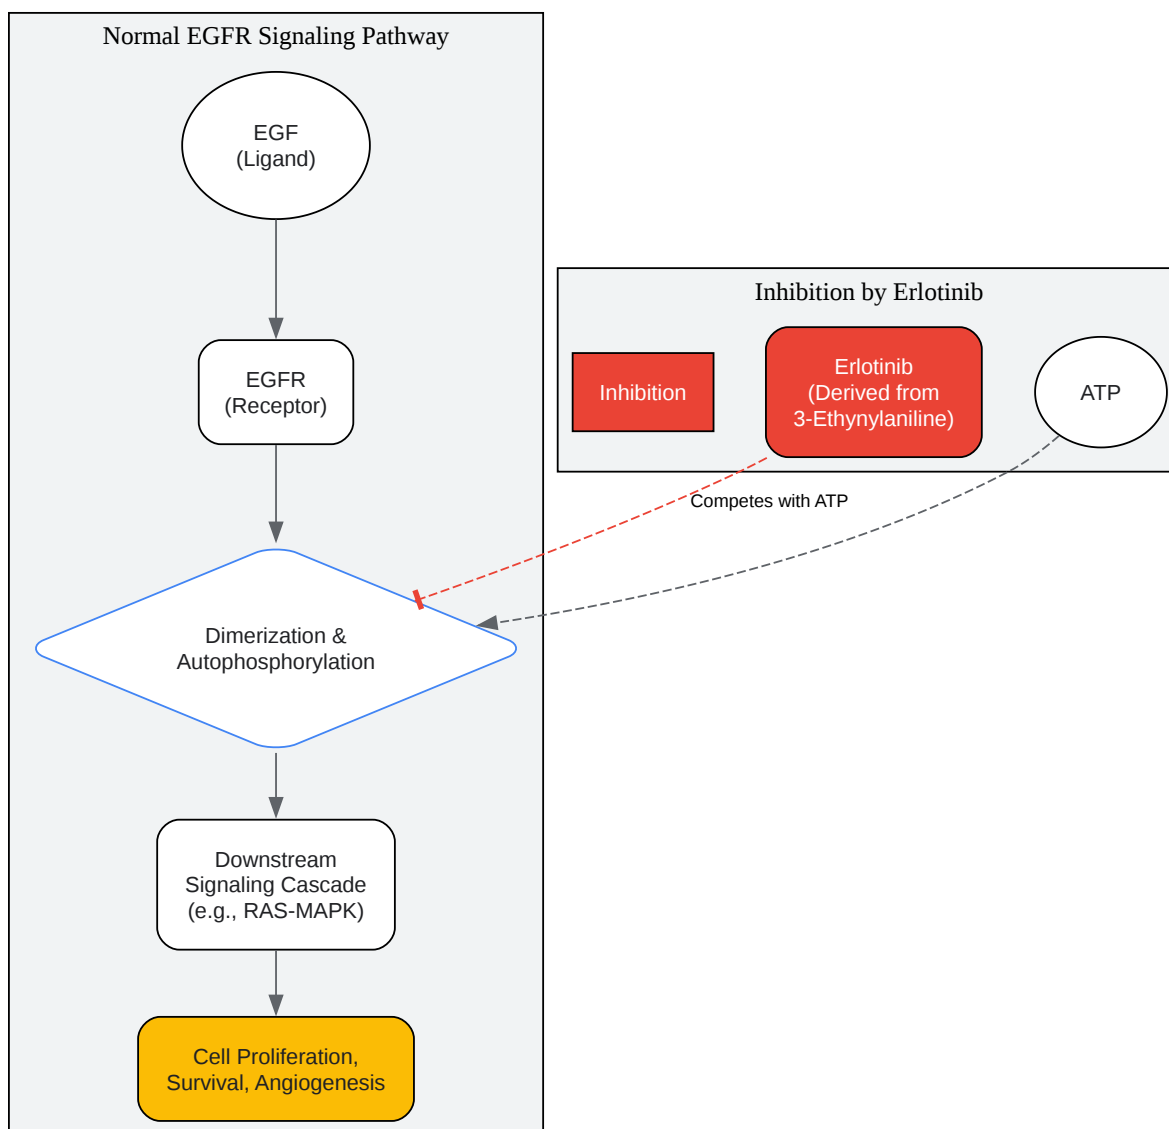 Normal EGFR Signaling Pathway
EGF
(Ligand)
EGFR
(Receptor)
Dimerization &
Autophosphorylation
Downstream
Signaling Cascade
(e.g., RAS-MAPK)
Cell Proliferation,
Survival, Angiogenesis
Inhibition by Erlotinib
Inhibition
Erlotinib
(Derived from
3-Ethynylaniline)
ATP
Competes with ATP